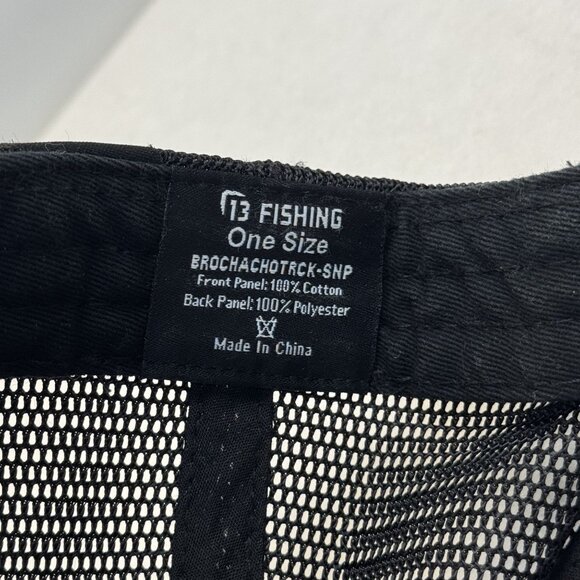 13 FISHING
One Size
BROCHACHOTRCK-SNP
Front Panel:100% Cotton
Back Panel:100% Polyester
Made In China